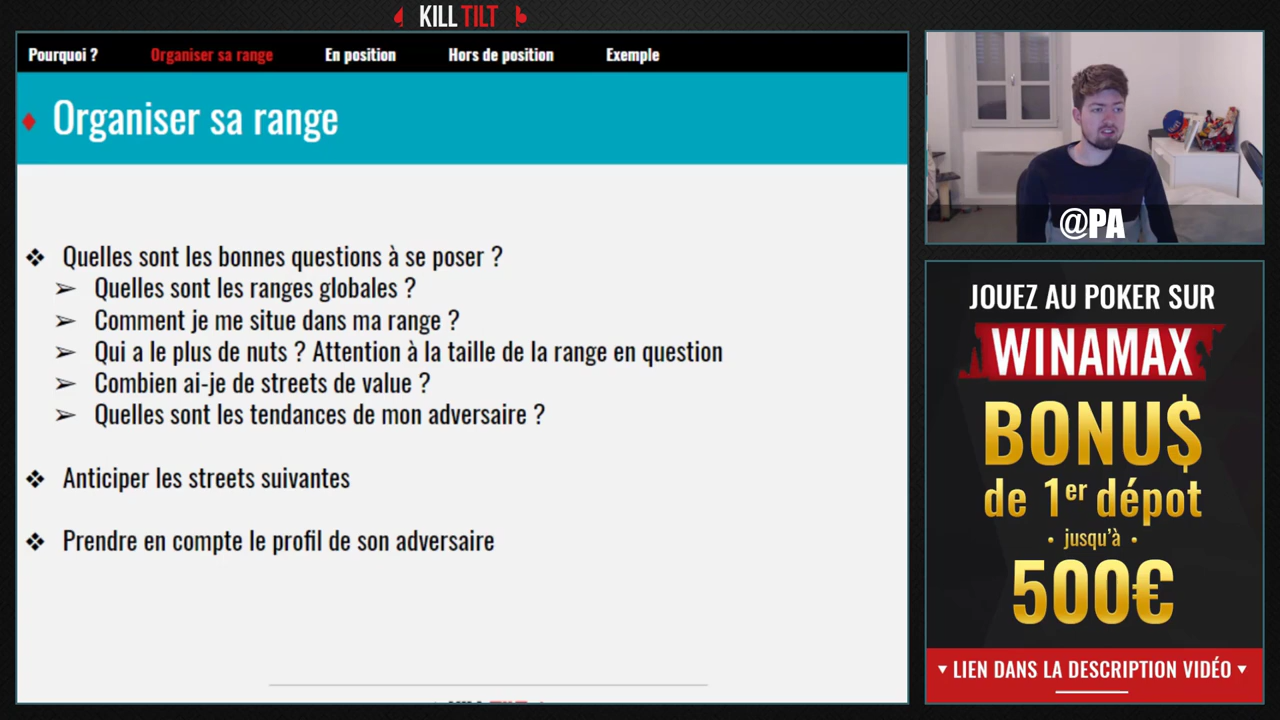 KILL TILT
Pourquoi ? Organiser sa range En position Hors de position Exemple
Organiser sa range
Quelles sont les bonnes questions à se poser ?
Quelles sont les ranges globales ?
Comment je me situe dans ma range ?
Qui a le plus de nuts ? Attention à la taille de la range en question
Combien ai-je de streets de value ?
Quelles sont les tendances de mon adversaire ?
Anticiper les streets suivantes
Prendre en compte le profil de son adversaire
@PA
JOUEZ AU POKER SUR
WINAMAX
BONU$
de 1er dépot
• jusqu'à •
500€
LIEN DANS LA DESCRIPTION VIDÉO